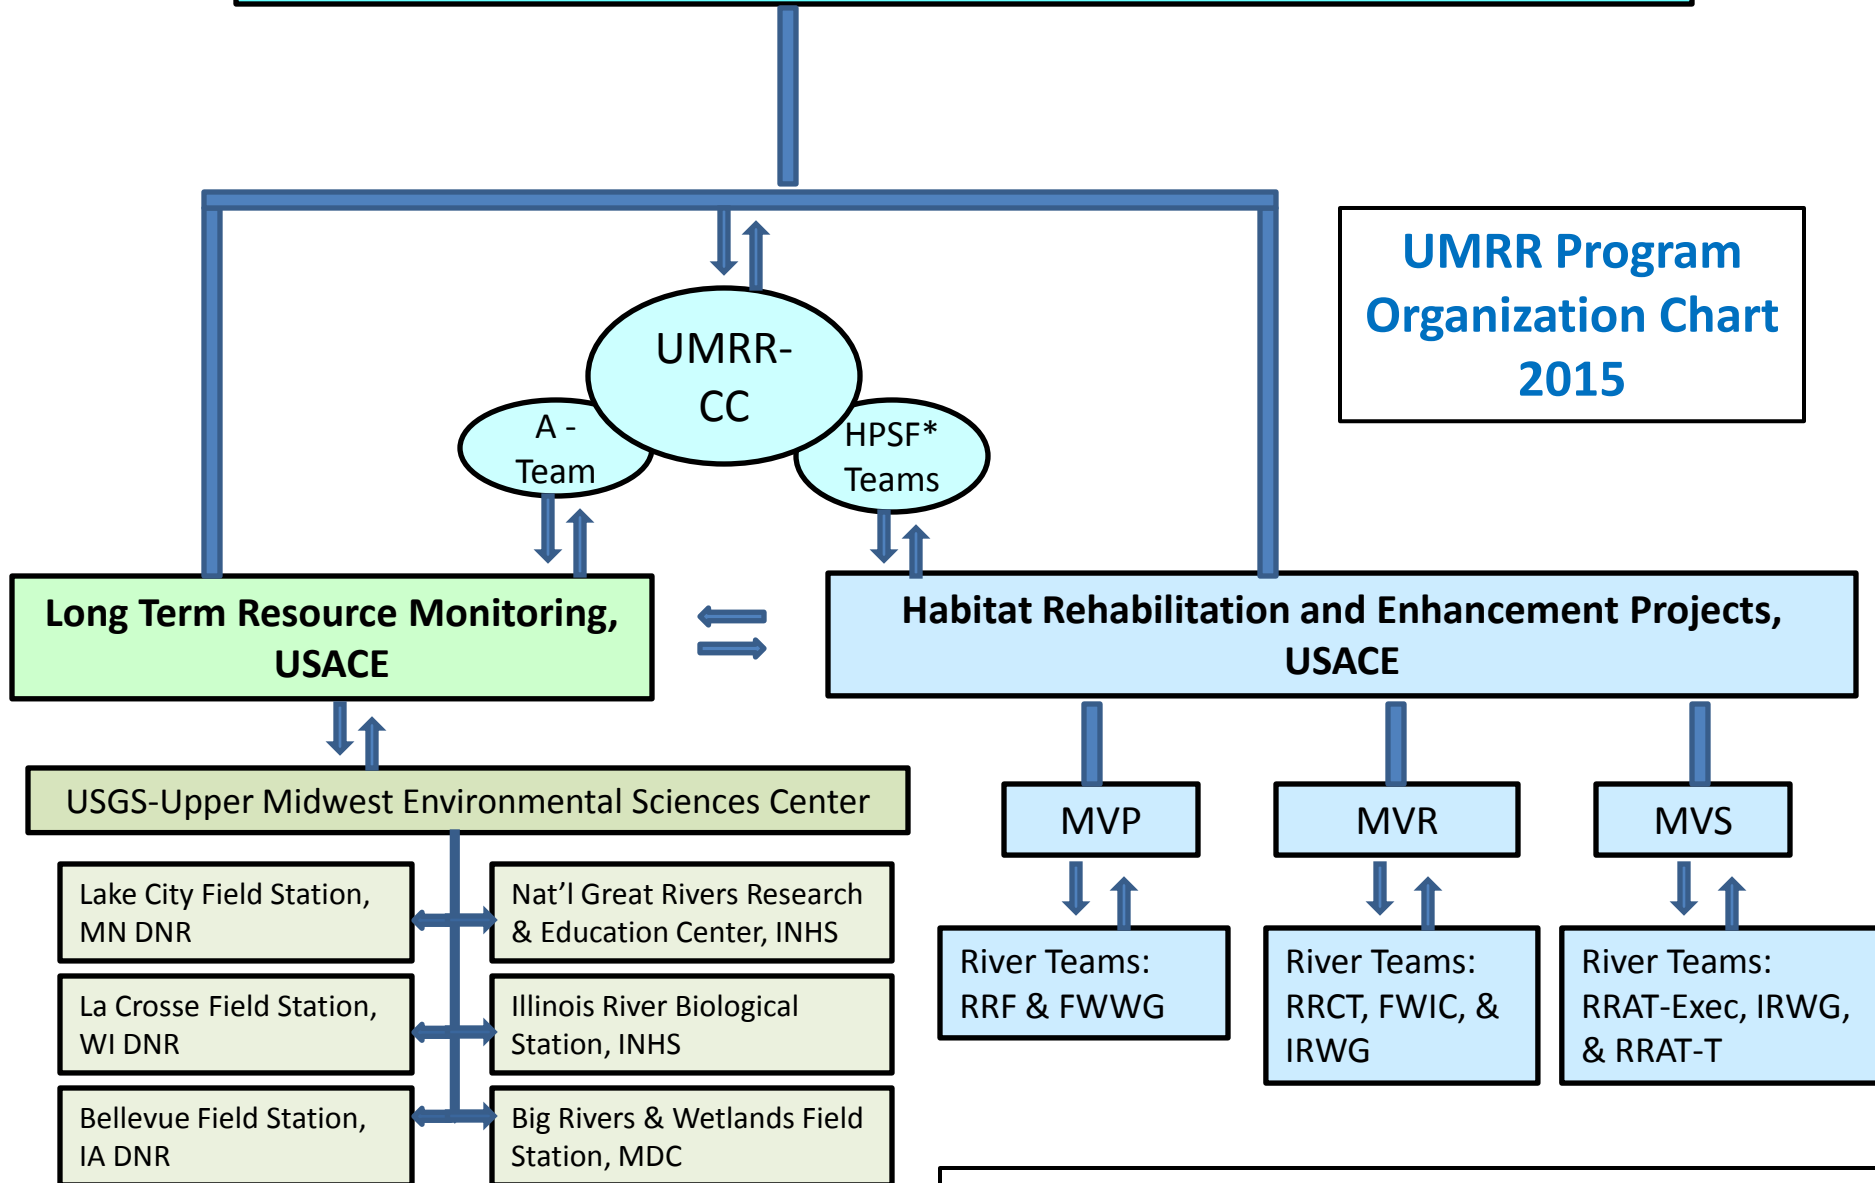 UMRR Program
Organization Chart
2015
UMRR-
CC
A -
Team
HPSF*
Teams
Long Term Resource Monitoring,
USACE
Habitat Rehabilitation and Enhancement Projects,
USACE
USGS-Upper Midwest Environmental Sciences Center
Lake City Field Station,
MN DNR
Nat’l Great Rivers Research
& Education Center, INHS
La Crosse Field Station,
WI DNR
Illinois River Biological
Station, INHS
Bellevue Field Station,
IA DNR
Big Rivers & Wetlands Field
Station, MDC
MVP
MVR
MVS
River Teams:
RRF & FWWG
River Teams:
RRCT, FWIC, &
IRWG
River Teams:
RRAT-Exec, IRWG,
& RRAT-T